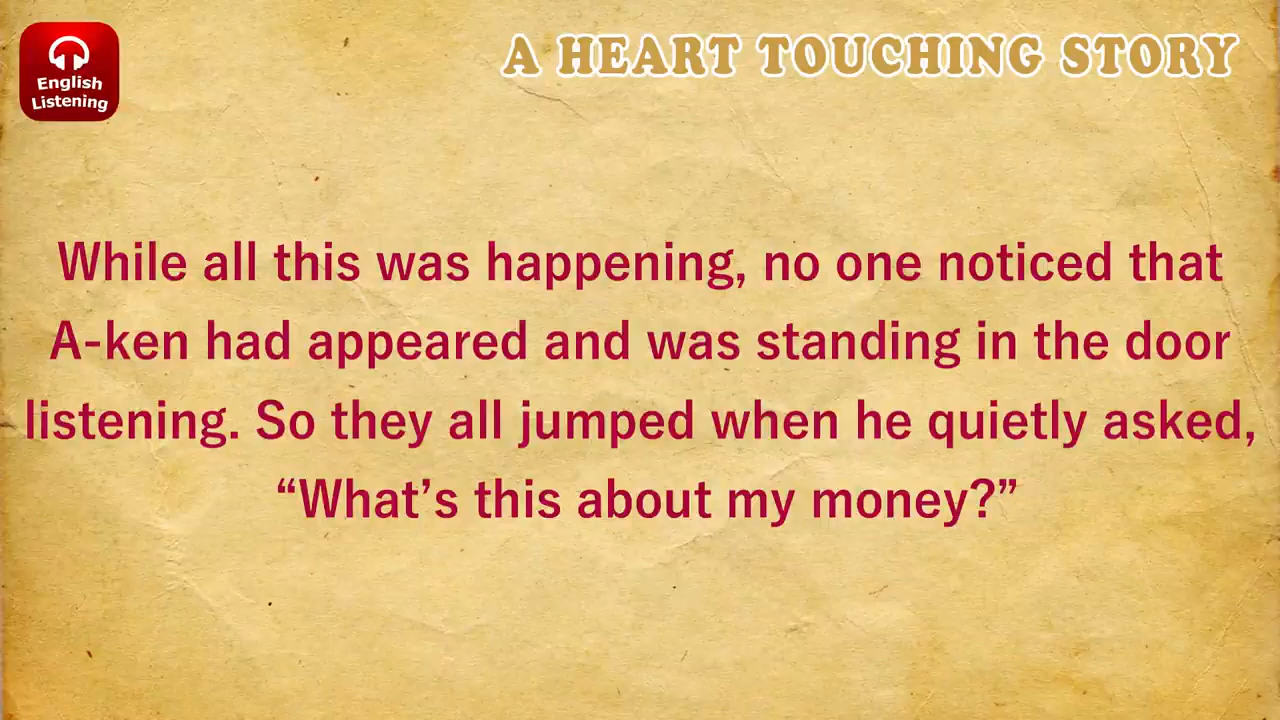 English
Listening
A HEART TOUCHING STORY
While all this was happening, no one noticed that
A-ken had appeared and was standing in the door
listening. So they all jumped when he quietly asked,
“What’s this about my money?”